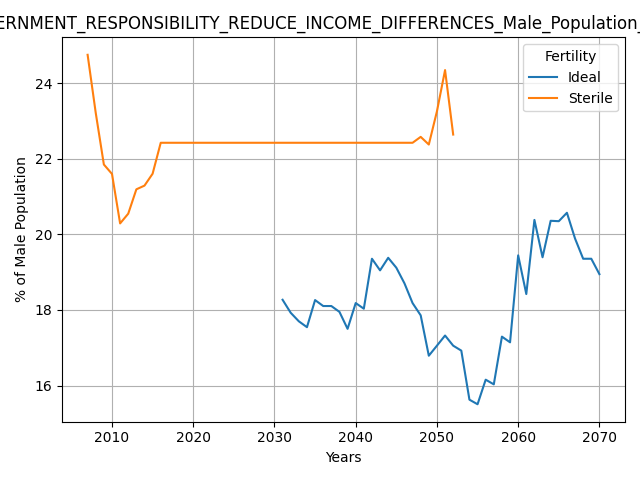 ERNMENT_RESPONSIBILITY_REDUCE_INCOME_DIFFERENCES_Male_Population_
Fertility
Ideal
Sterile
24
22
20
18
16
% of Male Population
2010 2020 2030 2040 2050 2060 2070
Years